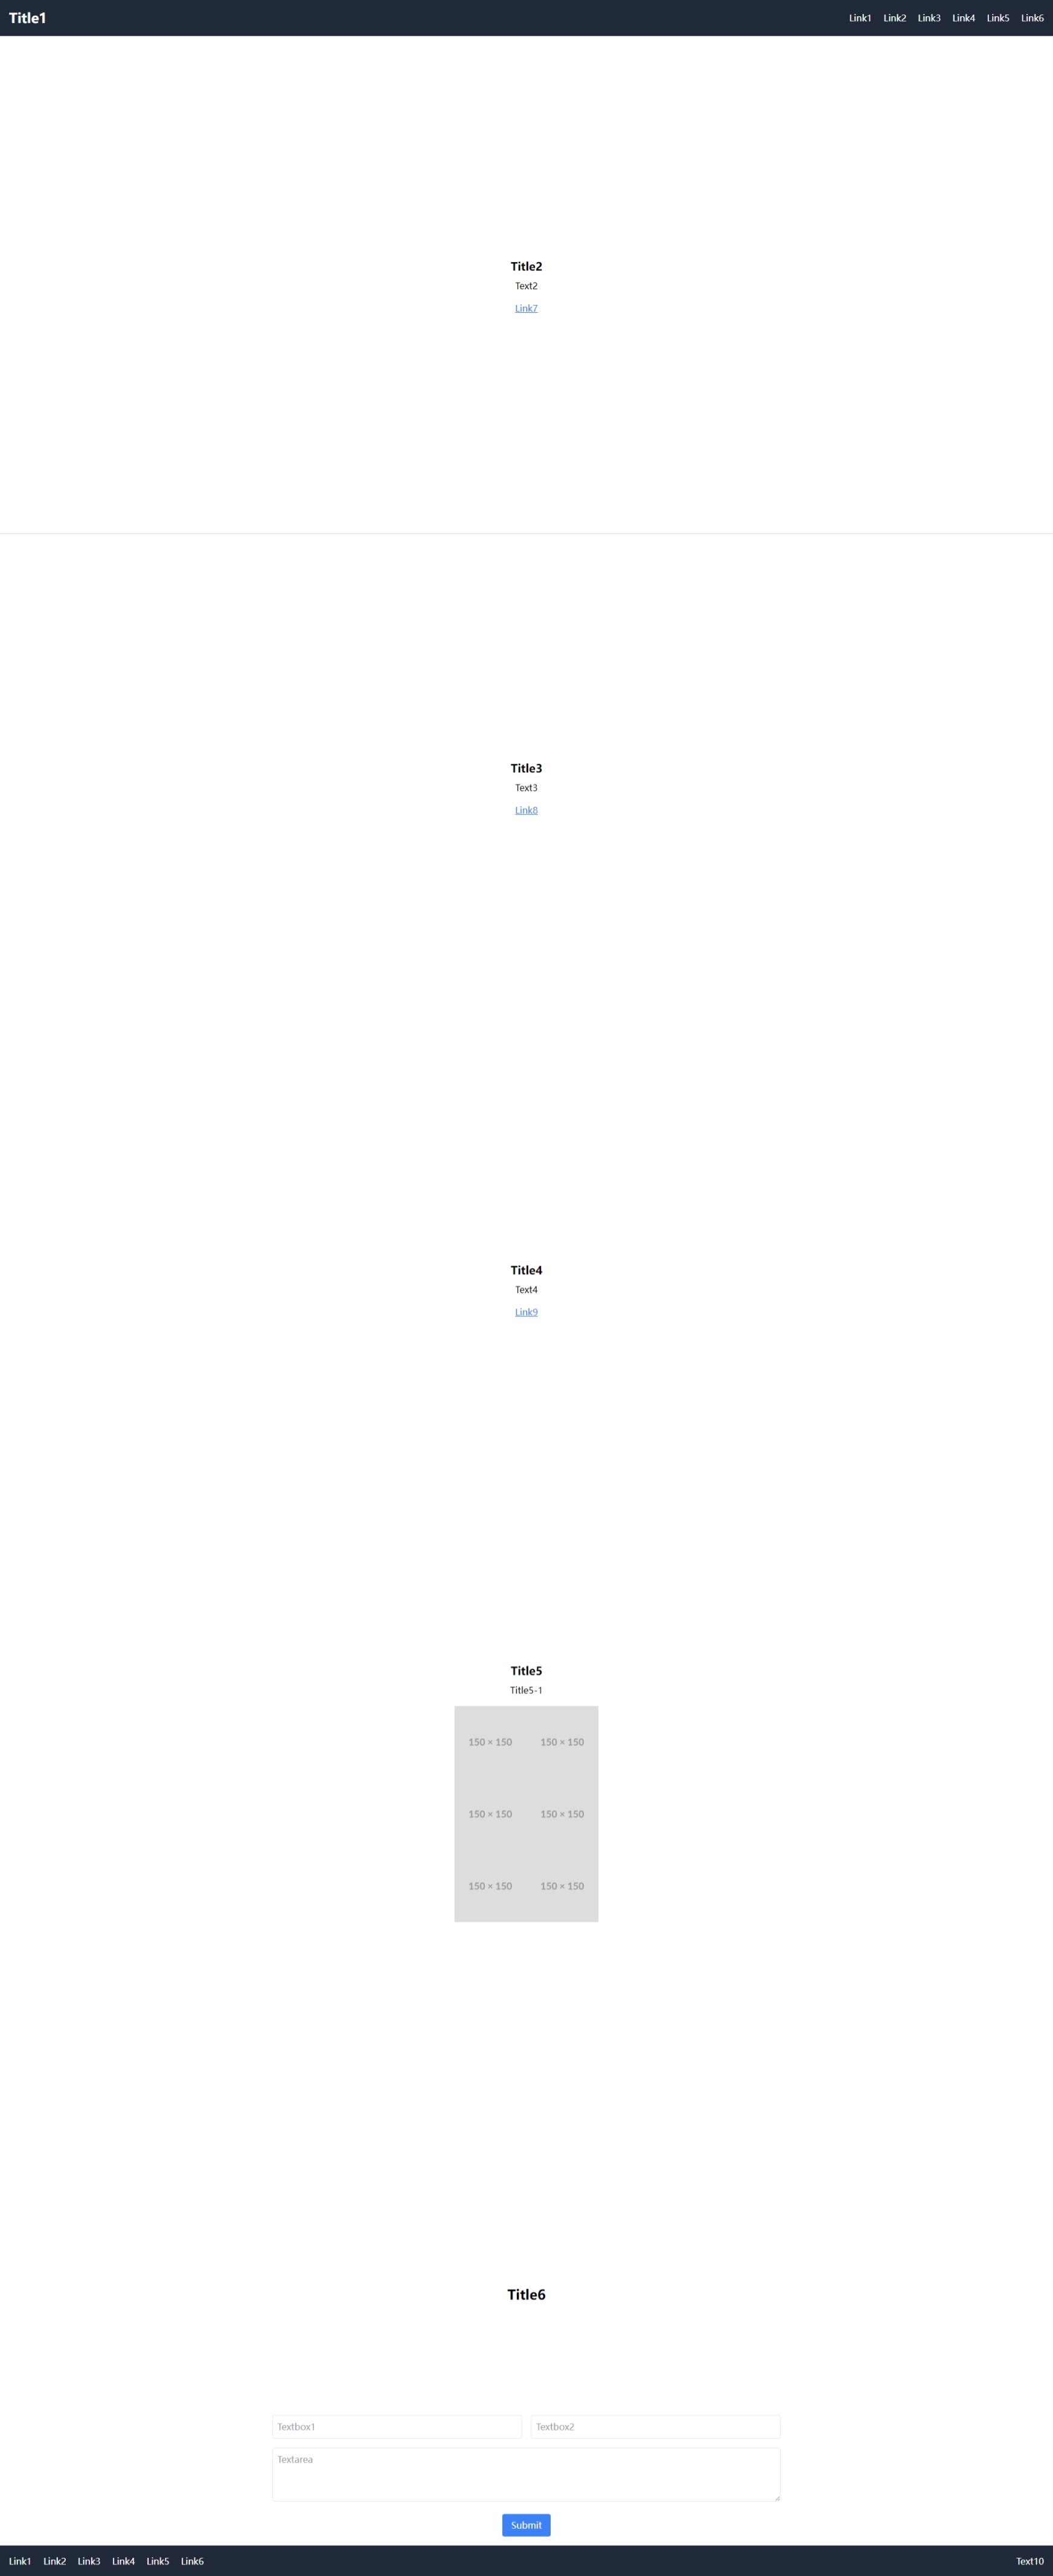 Title1 Link1 Link2 Link3 Link4 Link5 Link6
Title2
Text2
Link7
Title3
Text3
Link8
Title4
Text4
Link9
Title5
Title5-1
150 × 150 150 × 150
150 × 150 150 × 150
150 × 150 150 × 150
Title6
Textbox1 Textbox2
Textarea
Submit
Link1 Link2 Link3 Link4 Link5 Link6 Text10